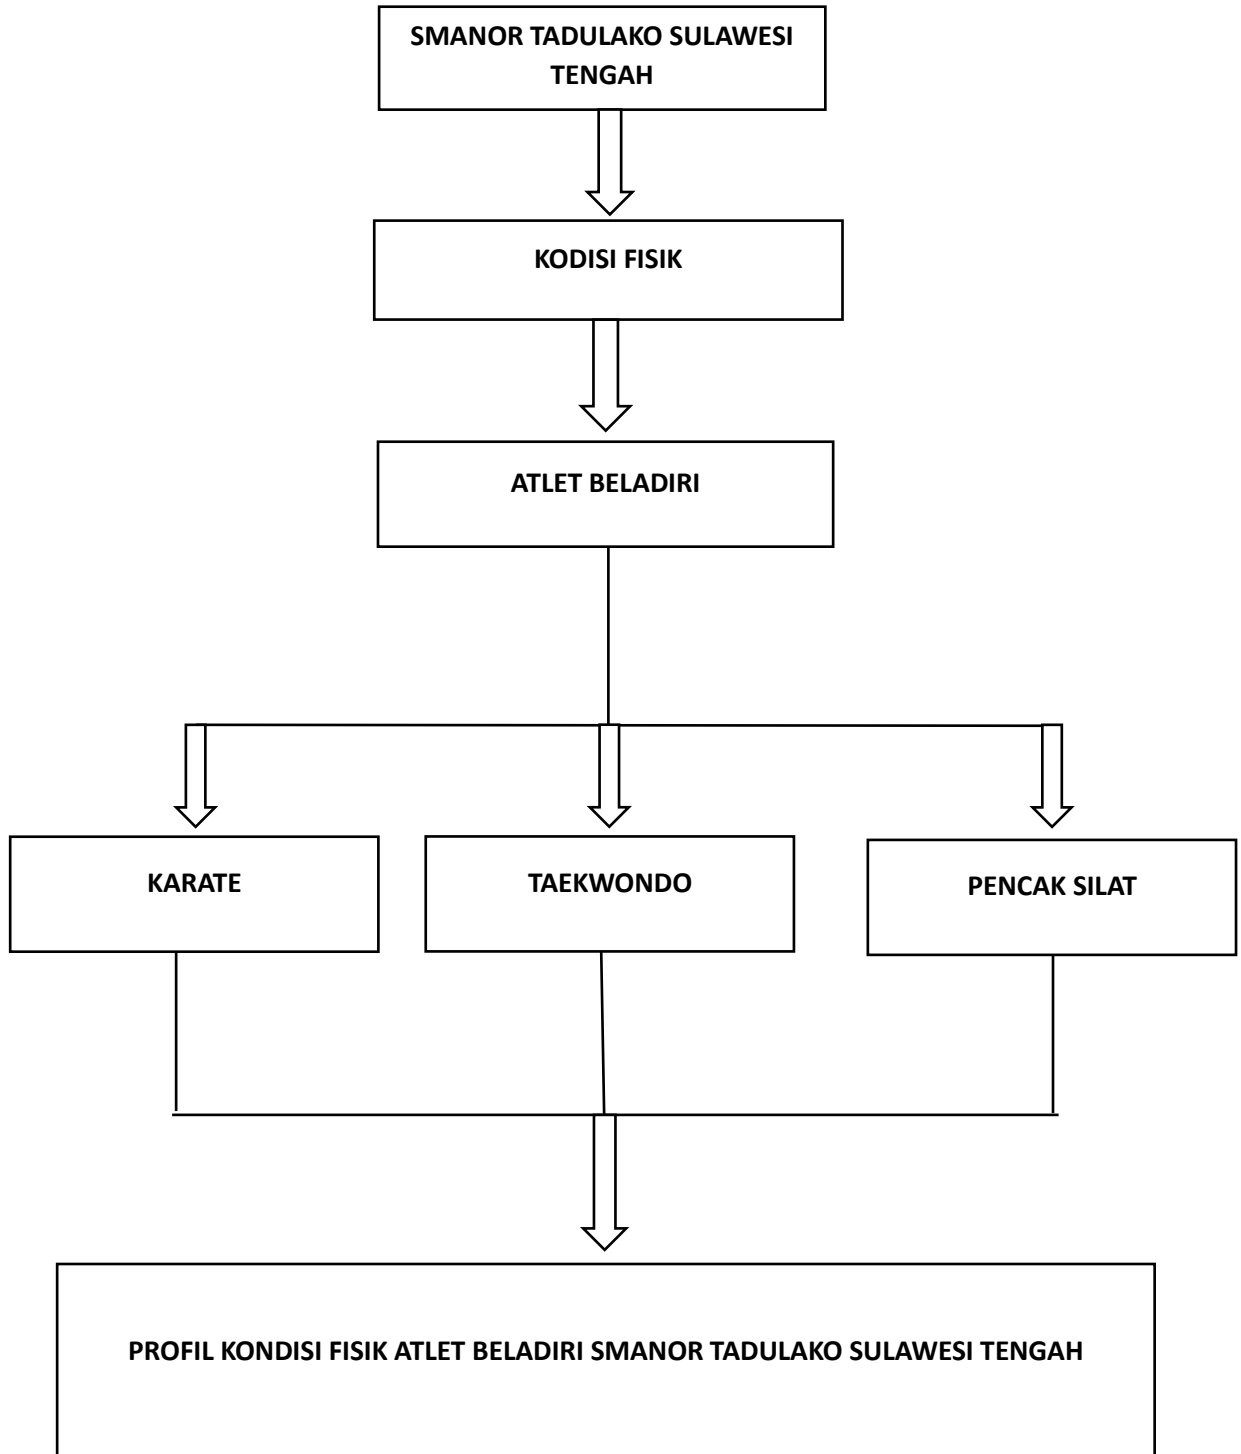 SMANOR TADULAKO SULAWESI
TENGAH
KODISI FISIK
ATLET BELADIRI
KARATE
TAEKWONDO
PENCAK SILAT
PROFIL KONDISI FISIK ATLET BELADIRI SMANOR TADULAKO SULAWESI TENGAH